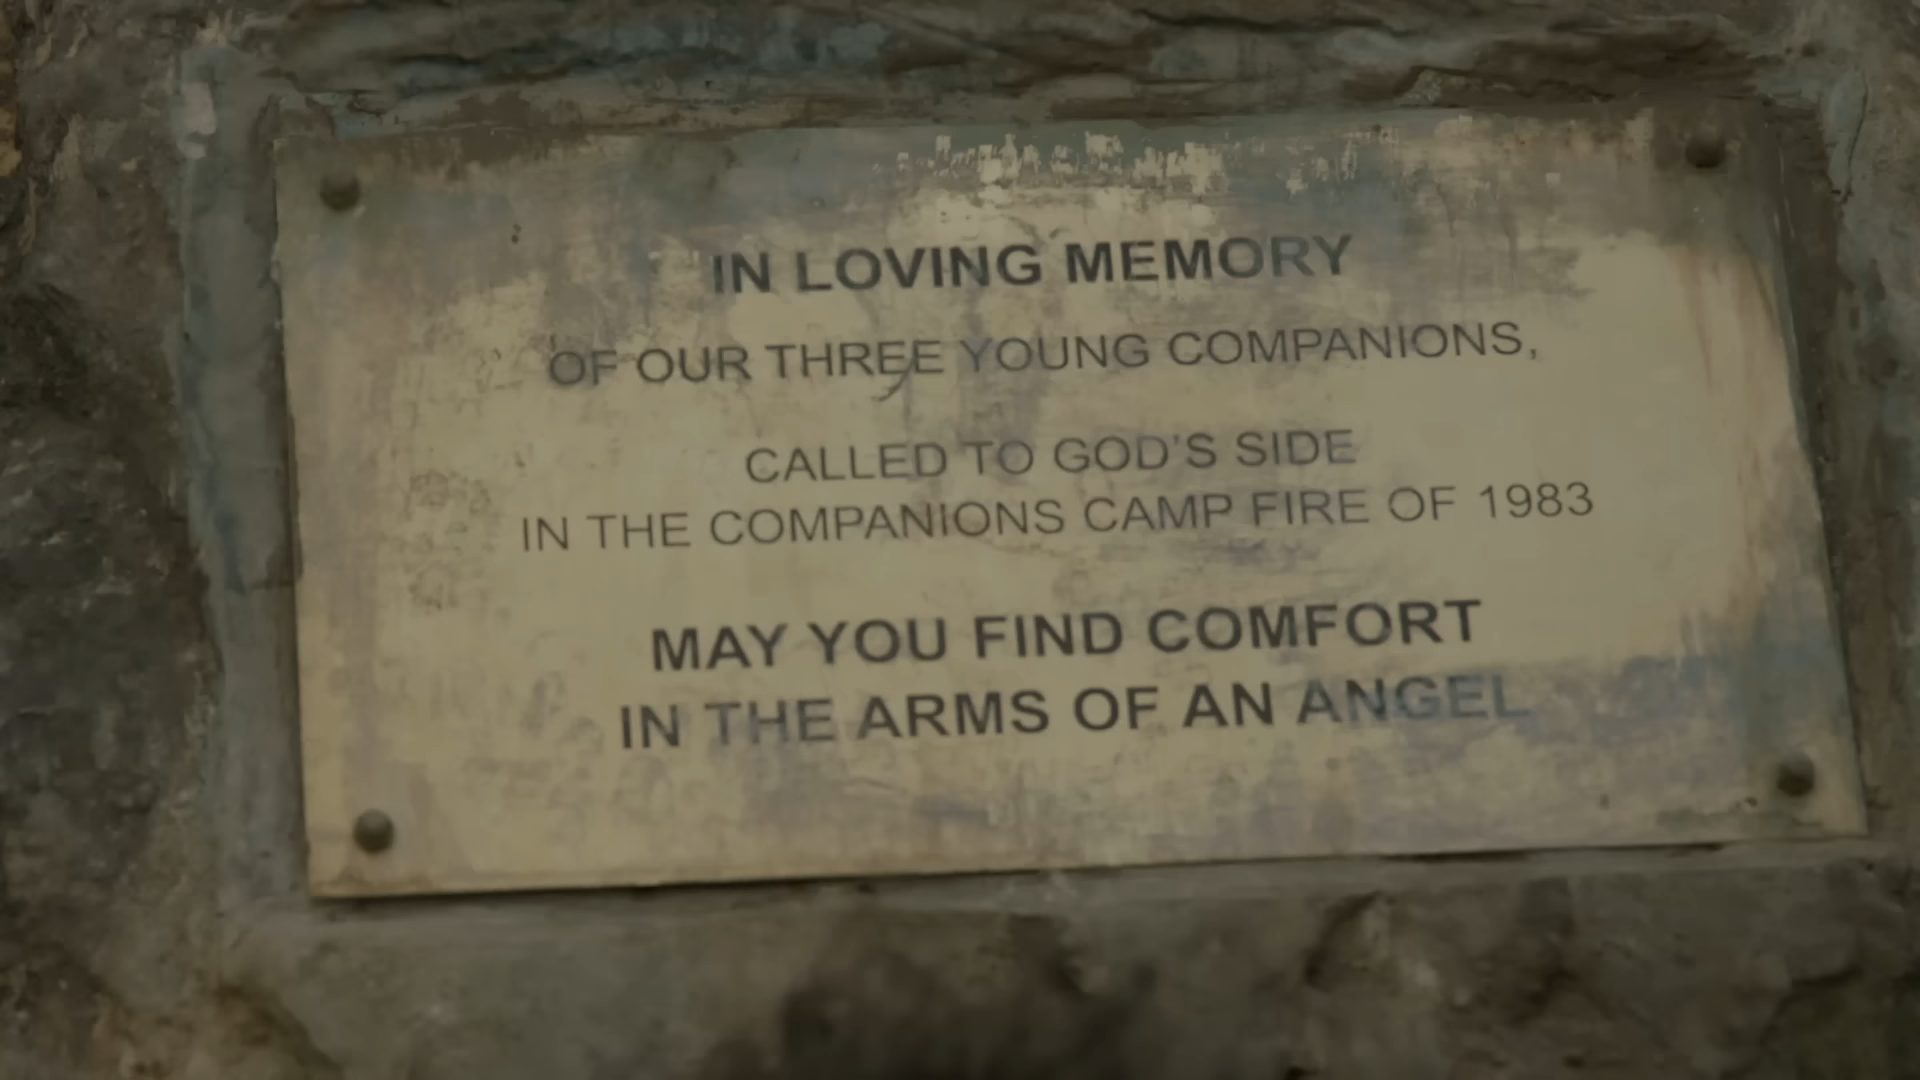 IN LOVING MEMORY
OF OUR THREE YOUNG COMPANIONS,
CALLED TO GOD'S SIDE
IN THE COMPANIONS CAMP FIRE OF 1983
MAY YOU FIND COMFORT
IN THE ARMS OF AN ANGEL